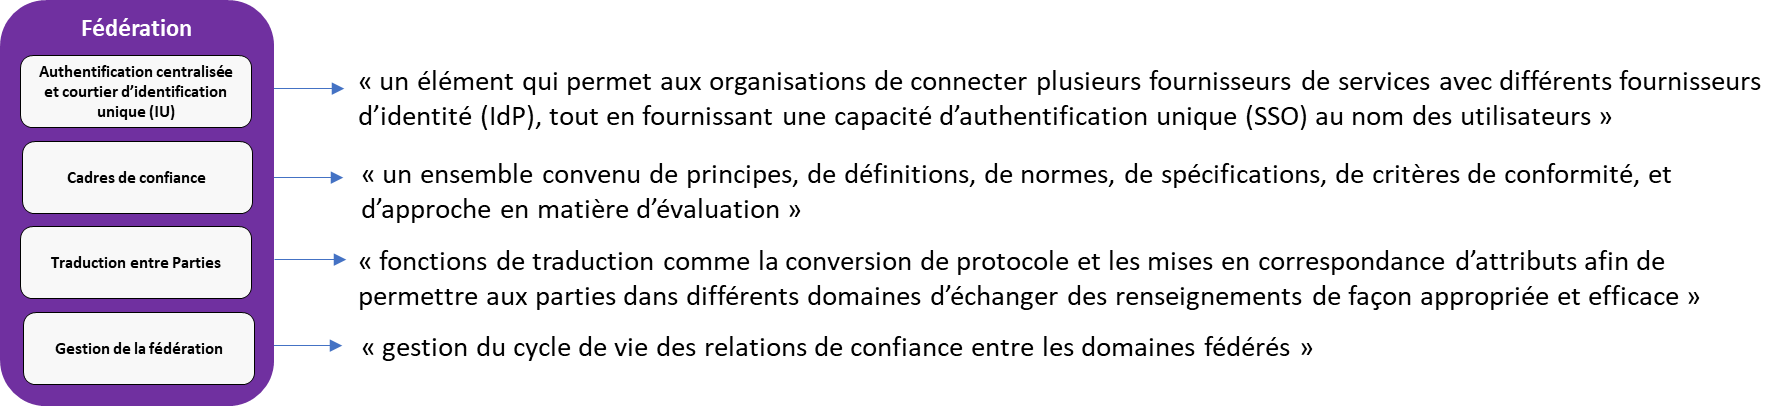 Fédération
Authentification centralisée
et courtier d'identification
unique (IU)
« un élément qui permet aux organisations de connecter plusieurs fournisseurs de services avec différents fournisseurs
d'identité (IdP), tout en fournissant une capacité d'authentification unique (SSO) au nom des utilisateurs »
Cadres de confiance
« un ensemble convenu de principes, de définitions, de normes, de spécifications, de critères de conformité, et
d'approche en matière d'évaluation »
Traduction entre Parties
« fonctions de traduction comme la conversion de protocole et les mises en correspondance d'attributs afin de
permettre aux parties dans différents domaines d'échanger des renseignements de façon appropriée et efficace »
Gestion de la fédération
« gestion du cycle de vie des relations de confiance entre les domaines fédérés »